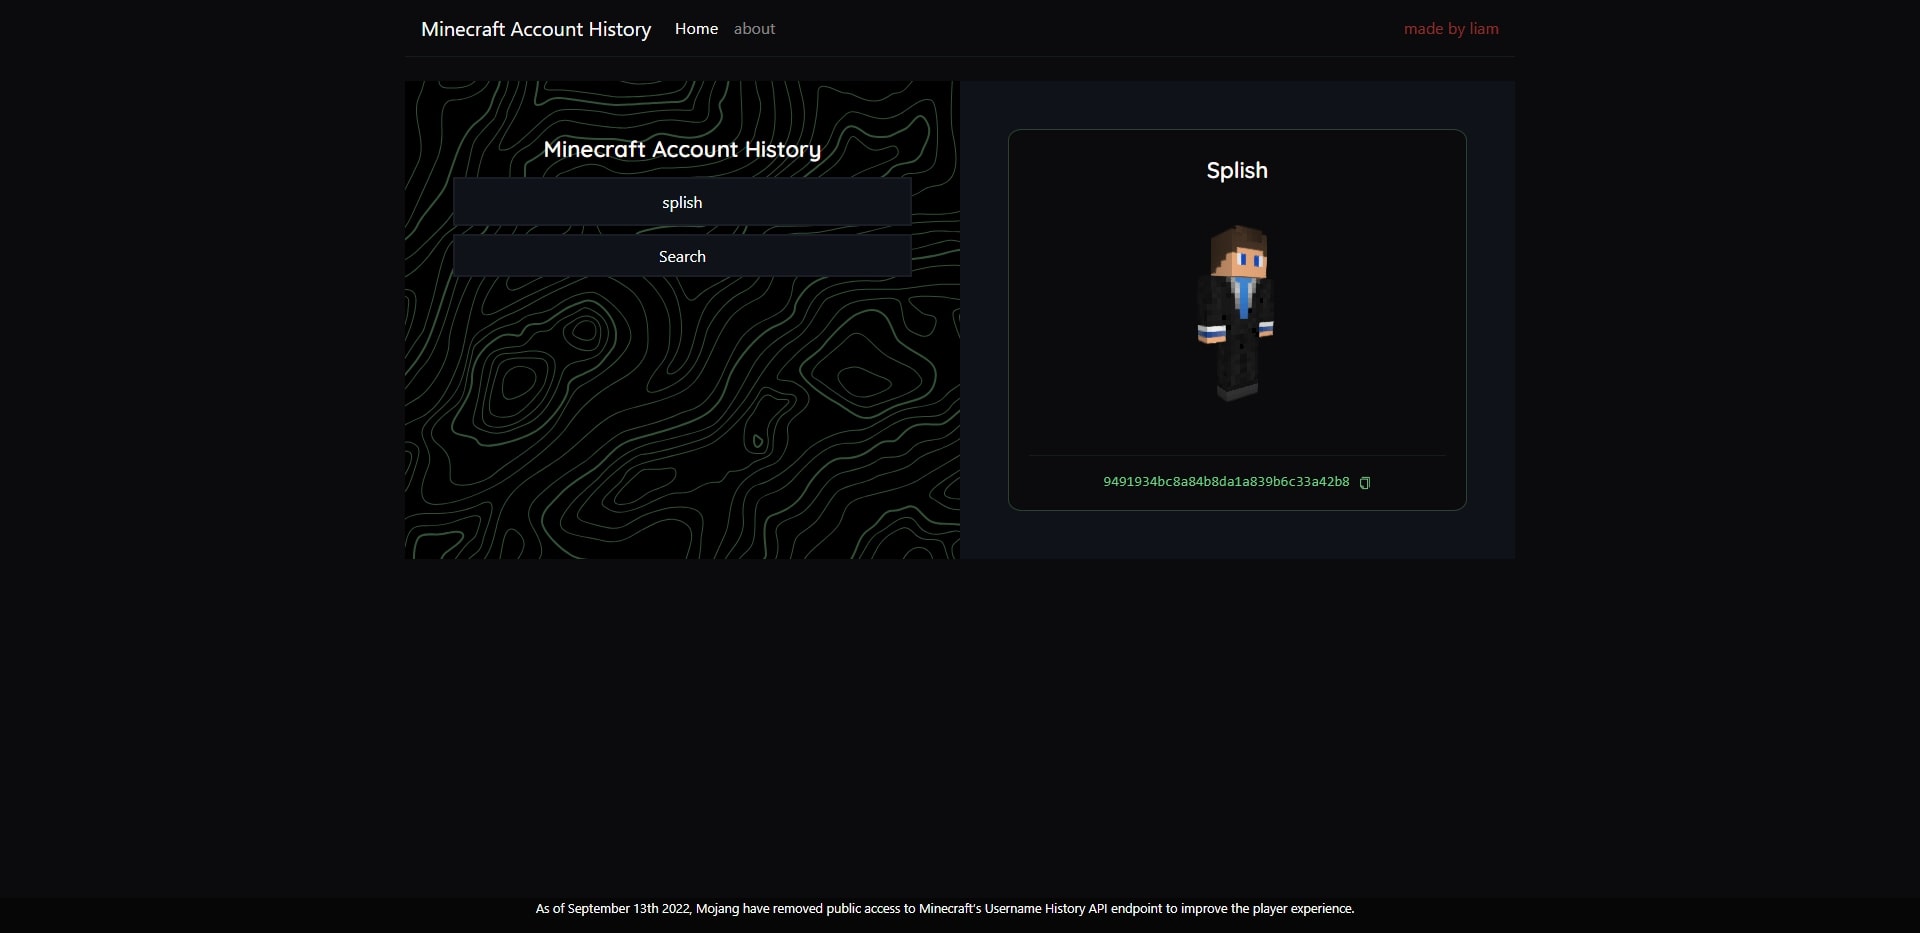 Minecraft Account History Home about made by liam
Minecraft Account History
splish
Search
Splish
9491934bc8a84b8da1a839b6c33a42b8
As of September 13th 2022, Mojang have removed public access to Minecraft's Username History API endpoint to improve the player experience.